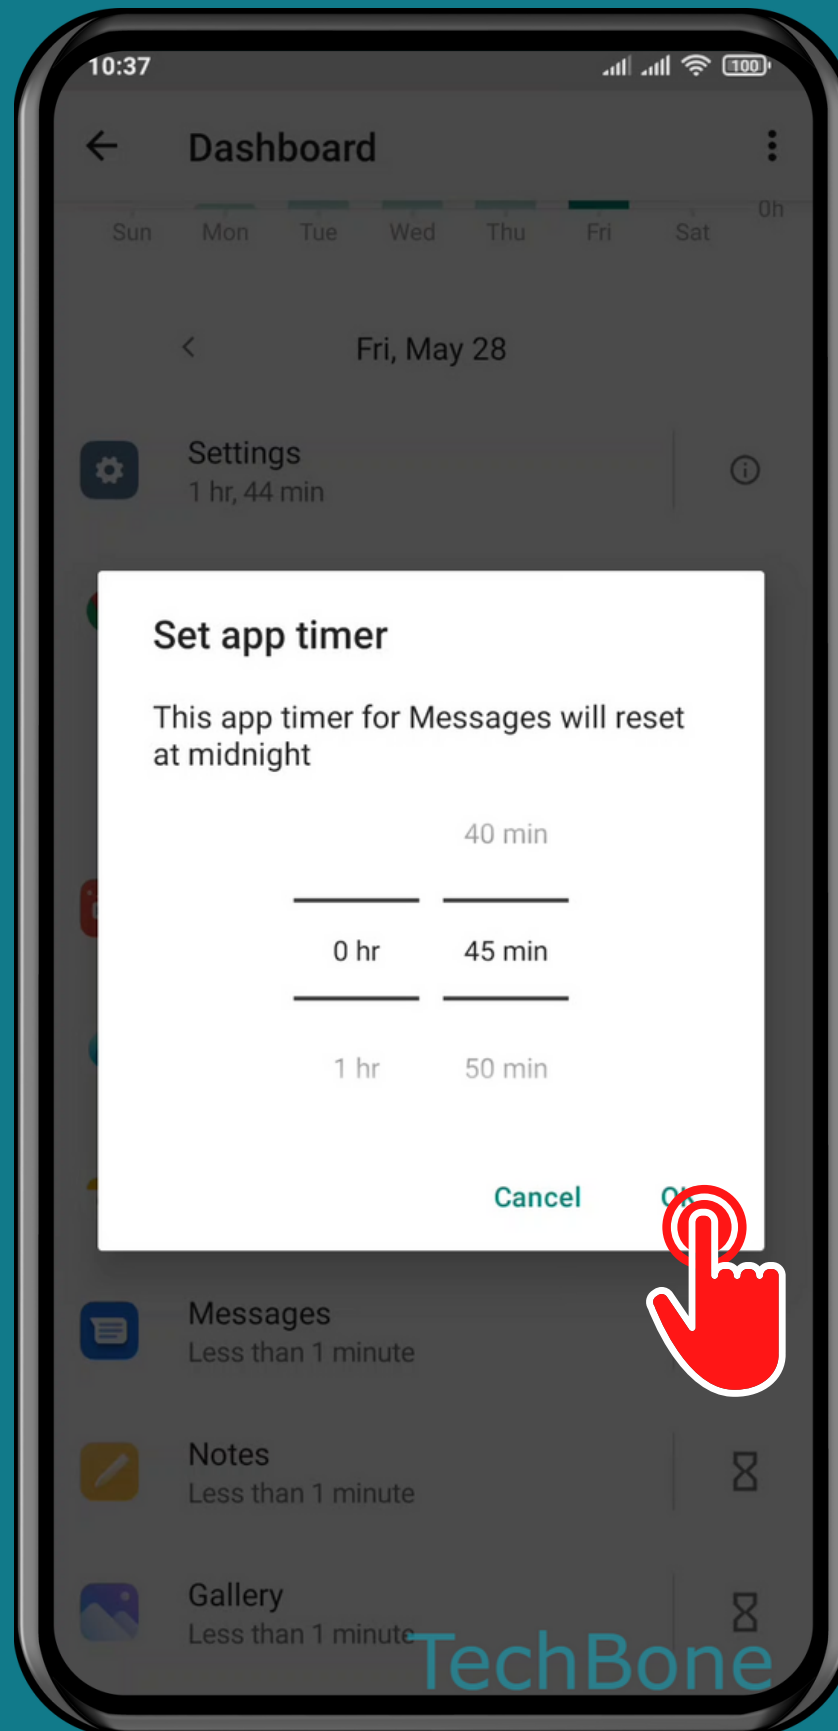 10:37
100
Dashboard
0h
Sun Mon Tue Wed Thu Fri Sat
Fri, May 28
Settings
1 hr, 44 min
Set app timer
This app timer for Messages will reset
at midnight
40 min
0 hr 45 min
1 hr 50 min
Cancel OK
Messages
Less than 1 minute
Notes
Less than 1 minute
Gallery
Less than 1 minute
TechBone